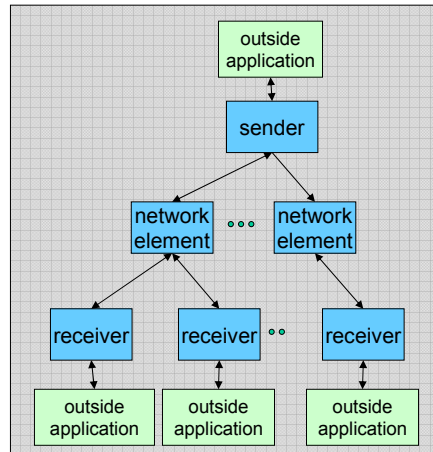 outside
application
sender
network
element
network
element
receiver
receiver
receiver
outside
application
outside
application
outside
application